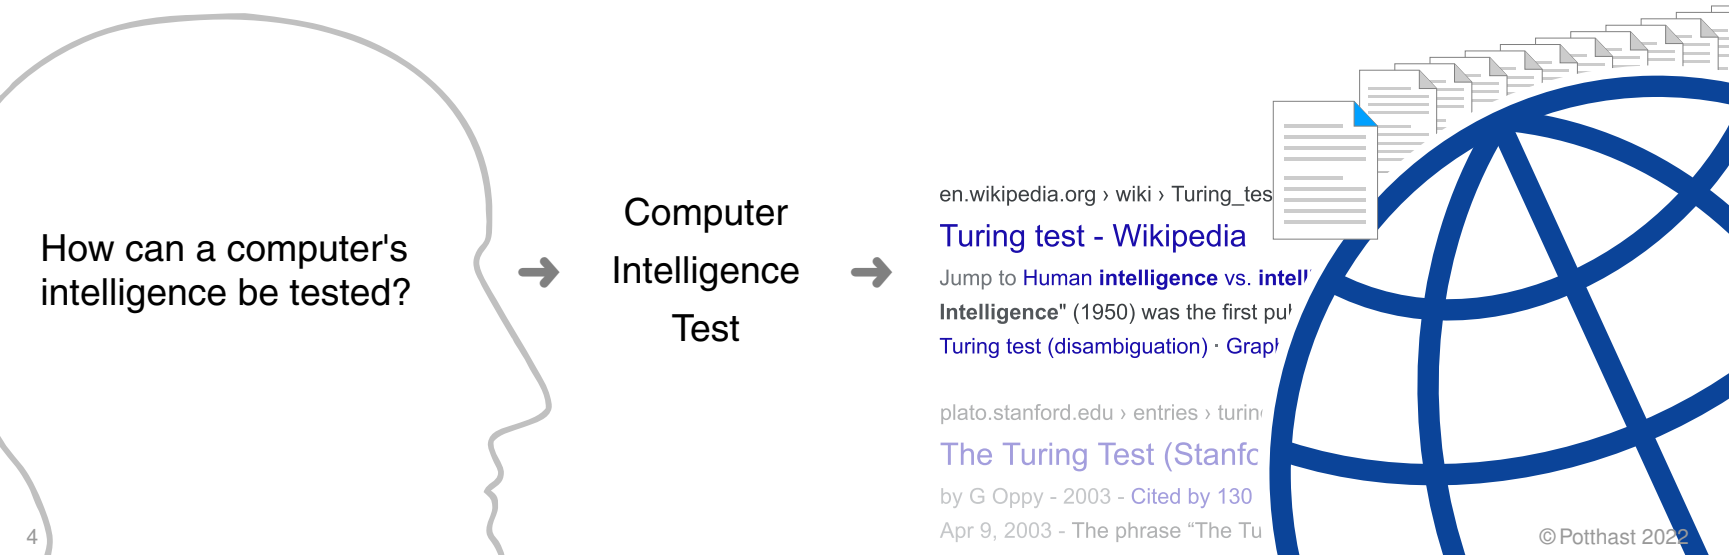 How can a computer's
intelligence be tested?
Computer
Intelligence
Test
en.wikipedia.org › wiki › Turing_tes
Turing test - Wikipedia
Jump to Human intelligence vs. intell
Intelligence" (1950) was the first pu
Turing test (disambiguation) · Graph
plato.stanford.edu › entries › turin
The Turing Test (Stanfo
by G Oppy - 2003 - Cited by 130
Apr 9, 2003 - The phrase “The Tu
4
© Potthast 2022